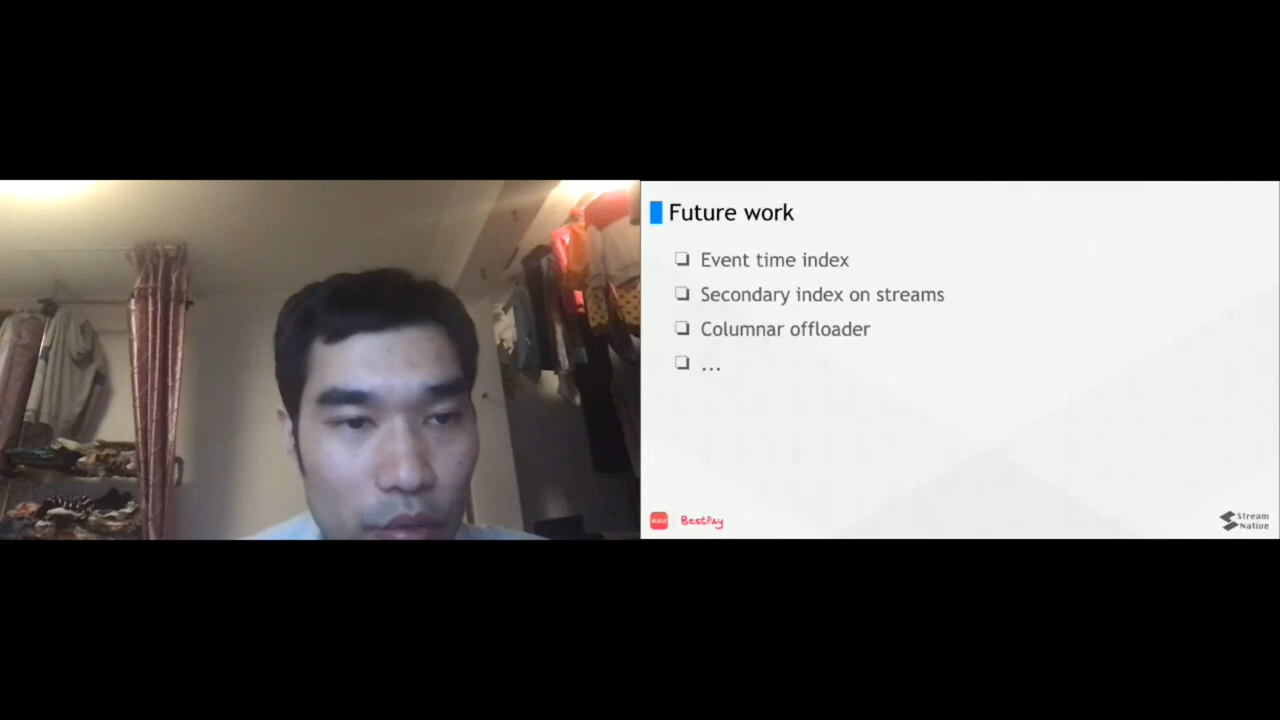 Future work
❏ Event time index
❏ Secondary index on streams
❏ Columnar offloader
❏ ...
BestPay
Stream
Native